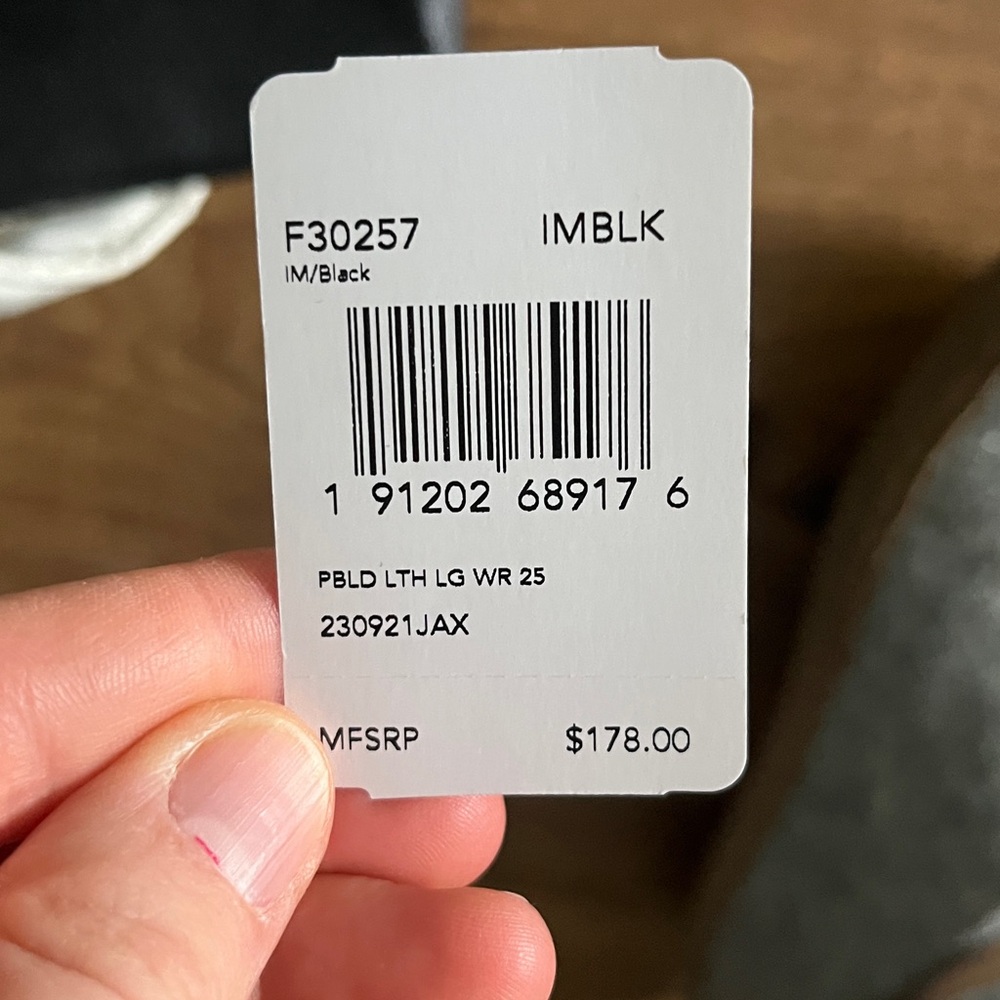 F30257 IMBLK
IM/Black
1 91202 68917 6
PBLD LTH LG WR 25
230921JAX
MFSRP $178.00